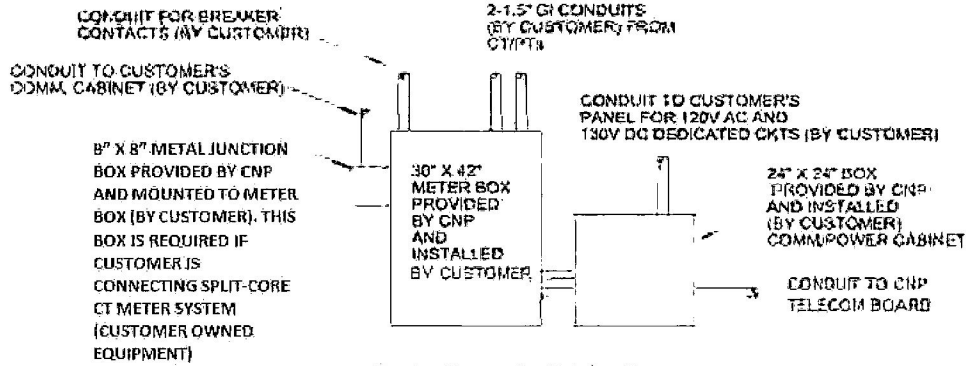 CONDUIT FOR BREAKER
CONTACTS (BY CUSTOMER)
2-1.5" GI CONDUITS
(BY CUSTOMER) FROM
CT/PTs
CONDUIT TO CUSTOMER'S
COMM. CABINET (BY CUSTOMER)
CONDUIT TO CUSTOMER'S
PANEL FOR 120V AC AND
130V DC DEDICATED CKTS (BY CUSTOMER)
8" X 8" METAL JUNCTION
BOX PROVIDED BY CNP
AND MOUNTED TO METER
BOX (BY CUSTOMER). THIS
BOX IS REQUIRED IF
CUSTOMER IS
CONNECTING SPLIT-CORE
CT METER SYSTEM
(CUSTOMER OWNED
EQUIPMENT)
30" X 42"
METER BOX
PROVIDED
BY CNP
AND
INSTALLED
BY CUSTOMER
24" X 24" BOX
PROVIDED BY CNP
AND INSTALLED
(BY CUSTOMER)
COMM/POWER CABINET
CONDUIT TO CNP
TELECOM BOARD